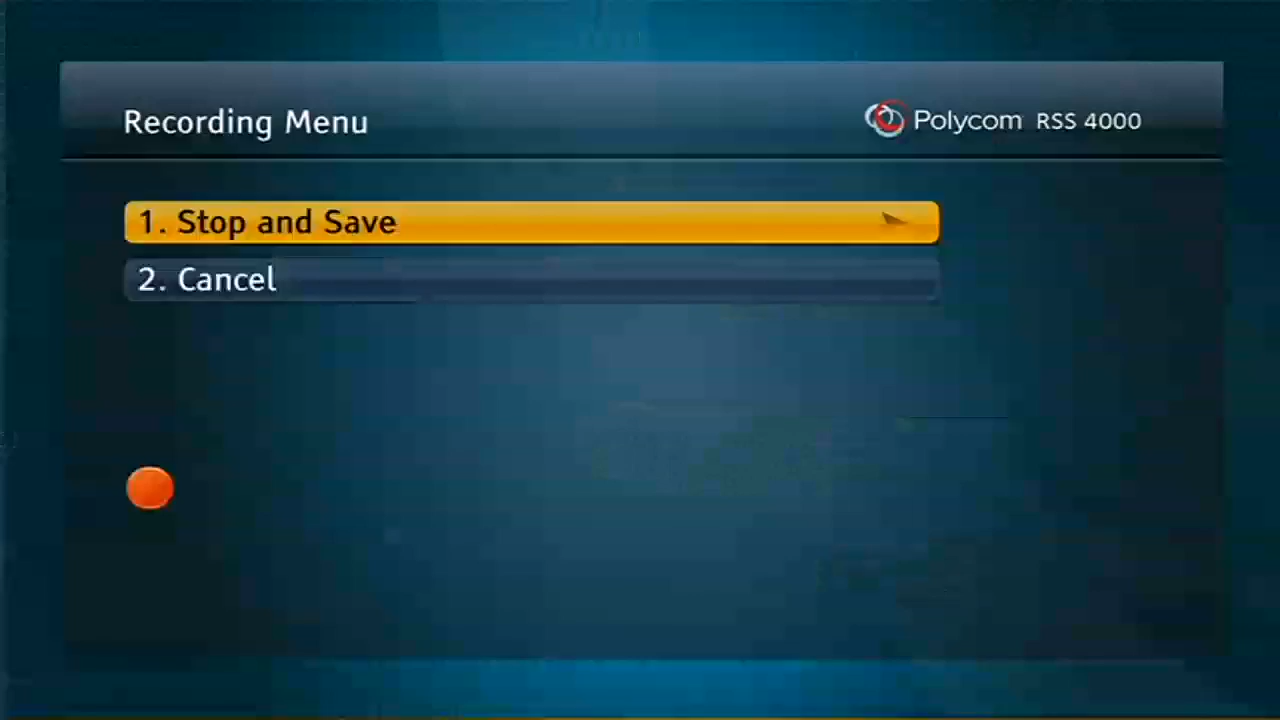 Recording Menu
Polycom RSS 4000
1. Stop and Save
2. Cancel